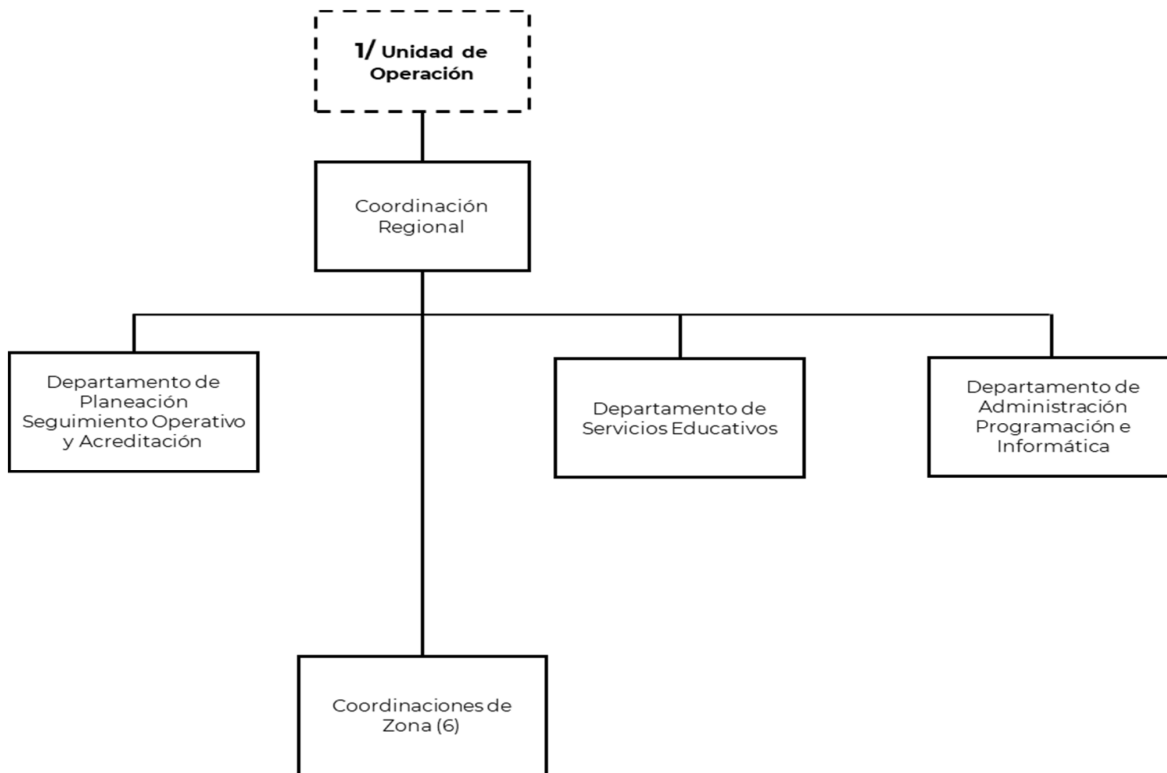 1/ Unidad de
Operación
Coordinación
Regional
Departamento de
Planeación
Seguimiento Operativo
y Acreditación
Departamento de
Servicios Educativos
Departamento de
Administración
Programación e
Informática
Coordinaciones de
Zona (6)